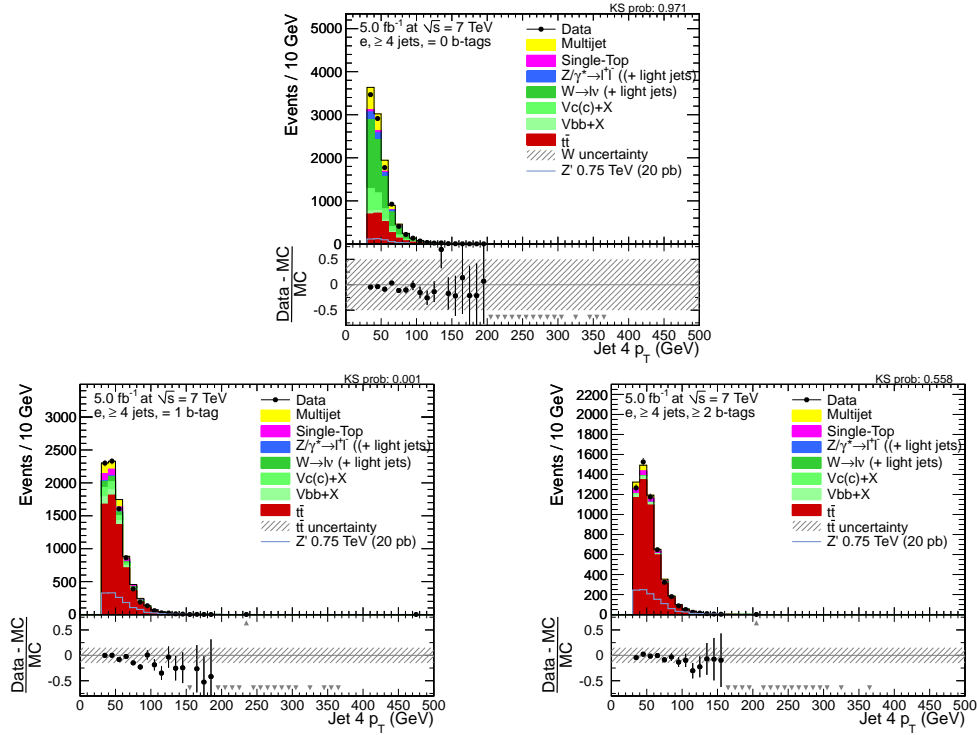 KS prob: 0.971
5.0 fb⁻¹ at √s = 7 TeV
e, ≥ 4 jets, = 0 b-tags
Data
Multijet
Single-Top
Z/γ*→l⁺l⁻ ((+ light jets)
W→lν (+ light jets)
Vc(c)+X
Vbb+X
tt̄
W uncertainty
Z' 0.75 TeV (20 pb)
Events / 10 GeV
5000
4000
3000
2000
1000
0
Data - MC
MC
0.5
0
-0.5
0 50 100 150 200 250 300 350 400 450 500
Jet 4 p_T (GeV)
KS prob: 0.001
5.0 fb⁻¹ at √s = 7 TeV
e, ≥ 4 jets, = 1 b-tag
Data
Multijet
Single-Top
Z/γ*→l⁺l⁻ ((+ light jets)
W→lν (+ light jets)
Vc(c)+X
Vbb+X
tt̄
tt̄ uncertainty
Z' 0.75 TeV (20 pb)
Events / 10 GeV
3000
2500
2000
1500
1000
500
0
Data - MC
MC
0.5
0
-0.5
0 50 100 150 200 250 300 350 400 450 500
Jet 4 p_T (GeV)
KS prob: 0.558
5.0 fb⁻¹ at √s = 7 TeV
e, ≥ 4 jets, ≥ 2 b-tags
Data
Multijet
Single-Top
Z/γ*→l⁺l⁻ ((+ light jets)
W→lν (+ light jets)
Vc(c)+X
Vbb+X
tt̄
tt̄ uncertainty
Z' 0.75 TeV (20 pb)
Events / 10 GeV
2200
2000
1800
1600
1400
1200
1000
800
600
400
200
0
Data - MC
MC
0.5
0
-0.5
0 50 100 150 200 250 300 350 400 450 500
Jet 4 p_T (GeV)